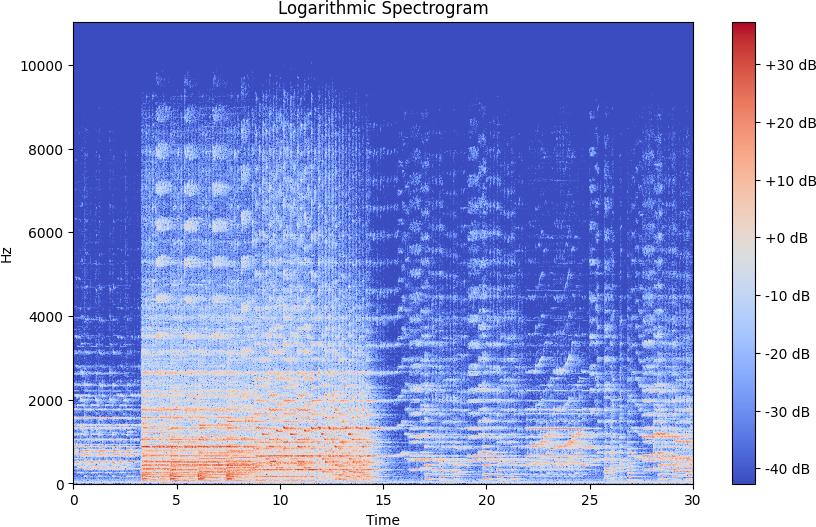 Logarithmic Spectrogram
10000
8000
6000
4000
2000
0
Hz
0 5 10 15 20 25 30
Time
+30 dB
+20 dB
+10 dB
+0 dB
-10 dB
-20 dB
-30 dB
-40 dB